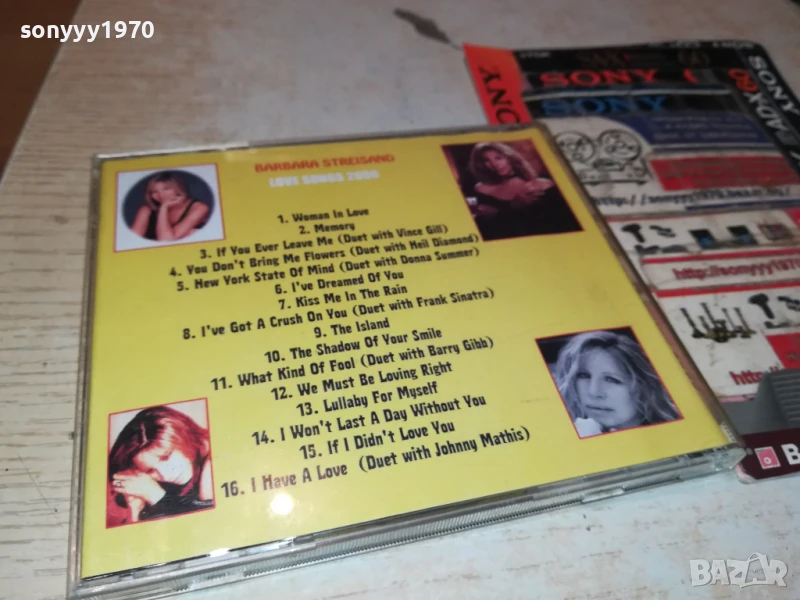 sonyyy1970
BARBARA STREISAND
LOVE SONGS 2000
1. Woman In Love
2. Memory
3. If You Ever Leave Me (Duet with Vince Gill)
4. You Don't Bring Me Flowers (Duet with Neil Diamond)
5. New York State Of Mind (Duet with Donna Summer)
6. I've Dreamed Of You
7. Kiss Me In The Rain
8. I've Got A Crush On You (Duet with Frank Sinatra)
9. The Island
10. The Shadow Of Your Smile
11. What Kind Of Fool (Duet with Barry Gibb)
12. We Must Be Loving Right
13. Lullaby For Myself
14. I Won't Last A Day Without You
15. If I Didn't Love You
16. I Have A Love (Duet with Johnny Mathis)
SONY
SONY
SONY
http://sonyyy1970
http://
BAZAR